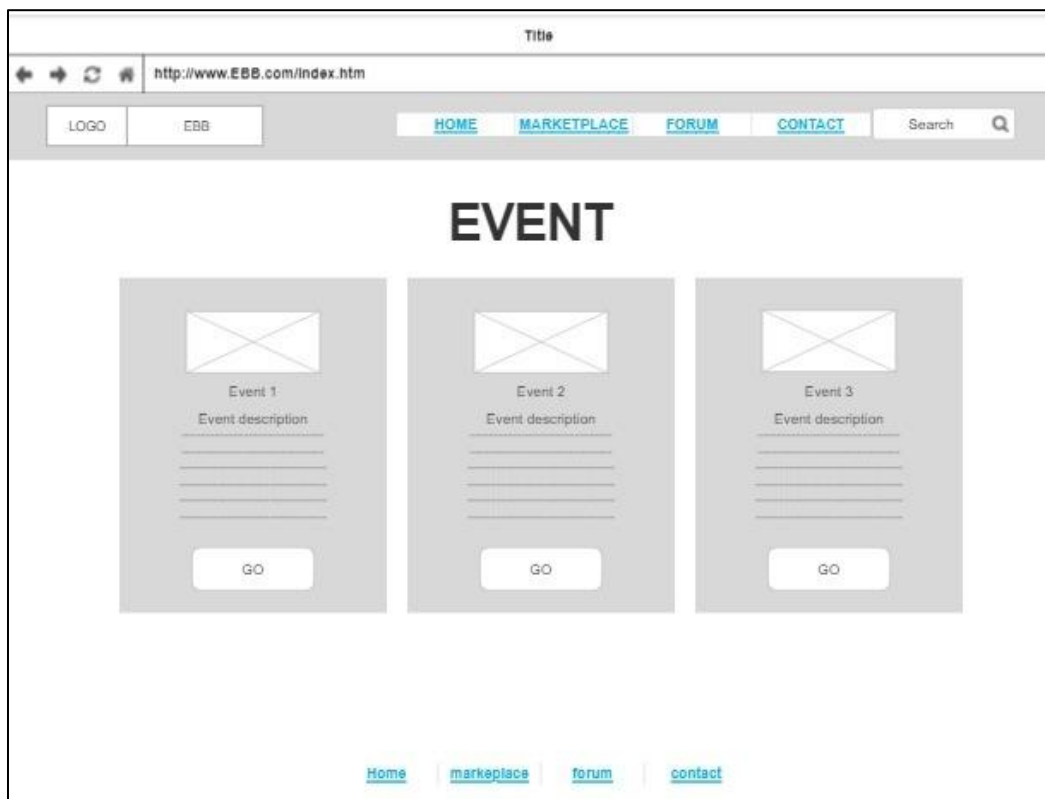 Title
http://www.EBB.com/Index.htm
LOGO EBB HOME MARKETPLACE FORUM CONTACT Search
EVENT
Event 1 Event 2 Event 3
Event description Event description Event description
GO GO GO
Home markeplace forum contact